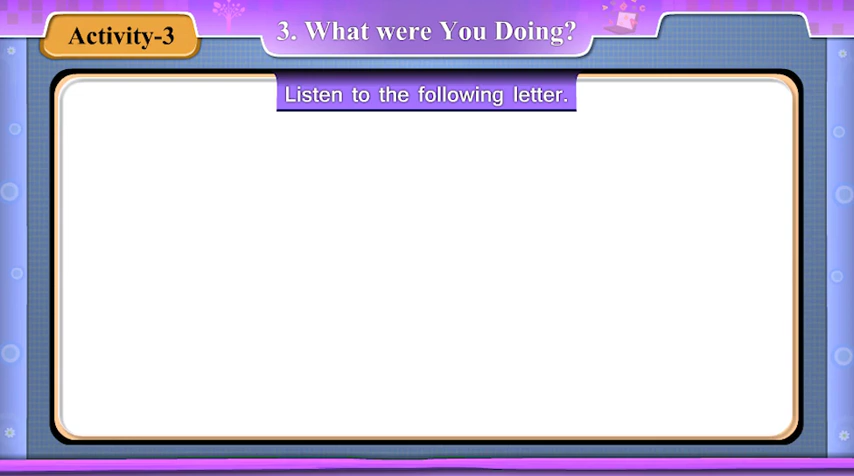 Activity-3
3. What were You Doing?
Listen to the following letter.